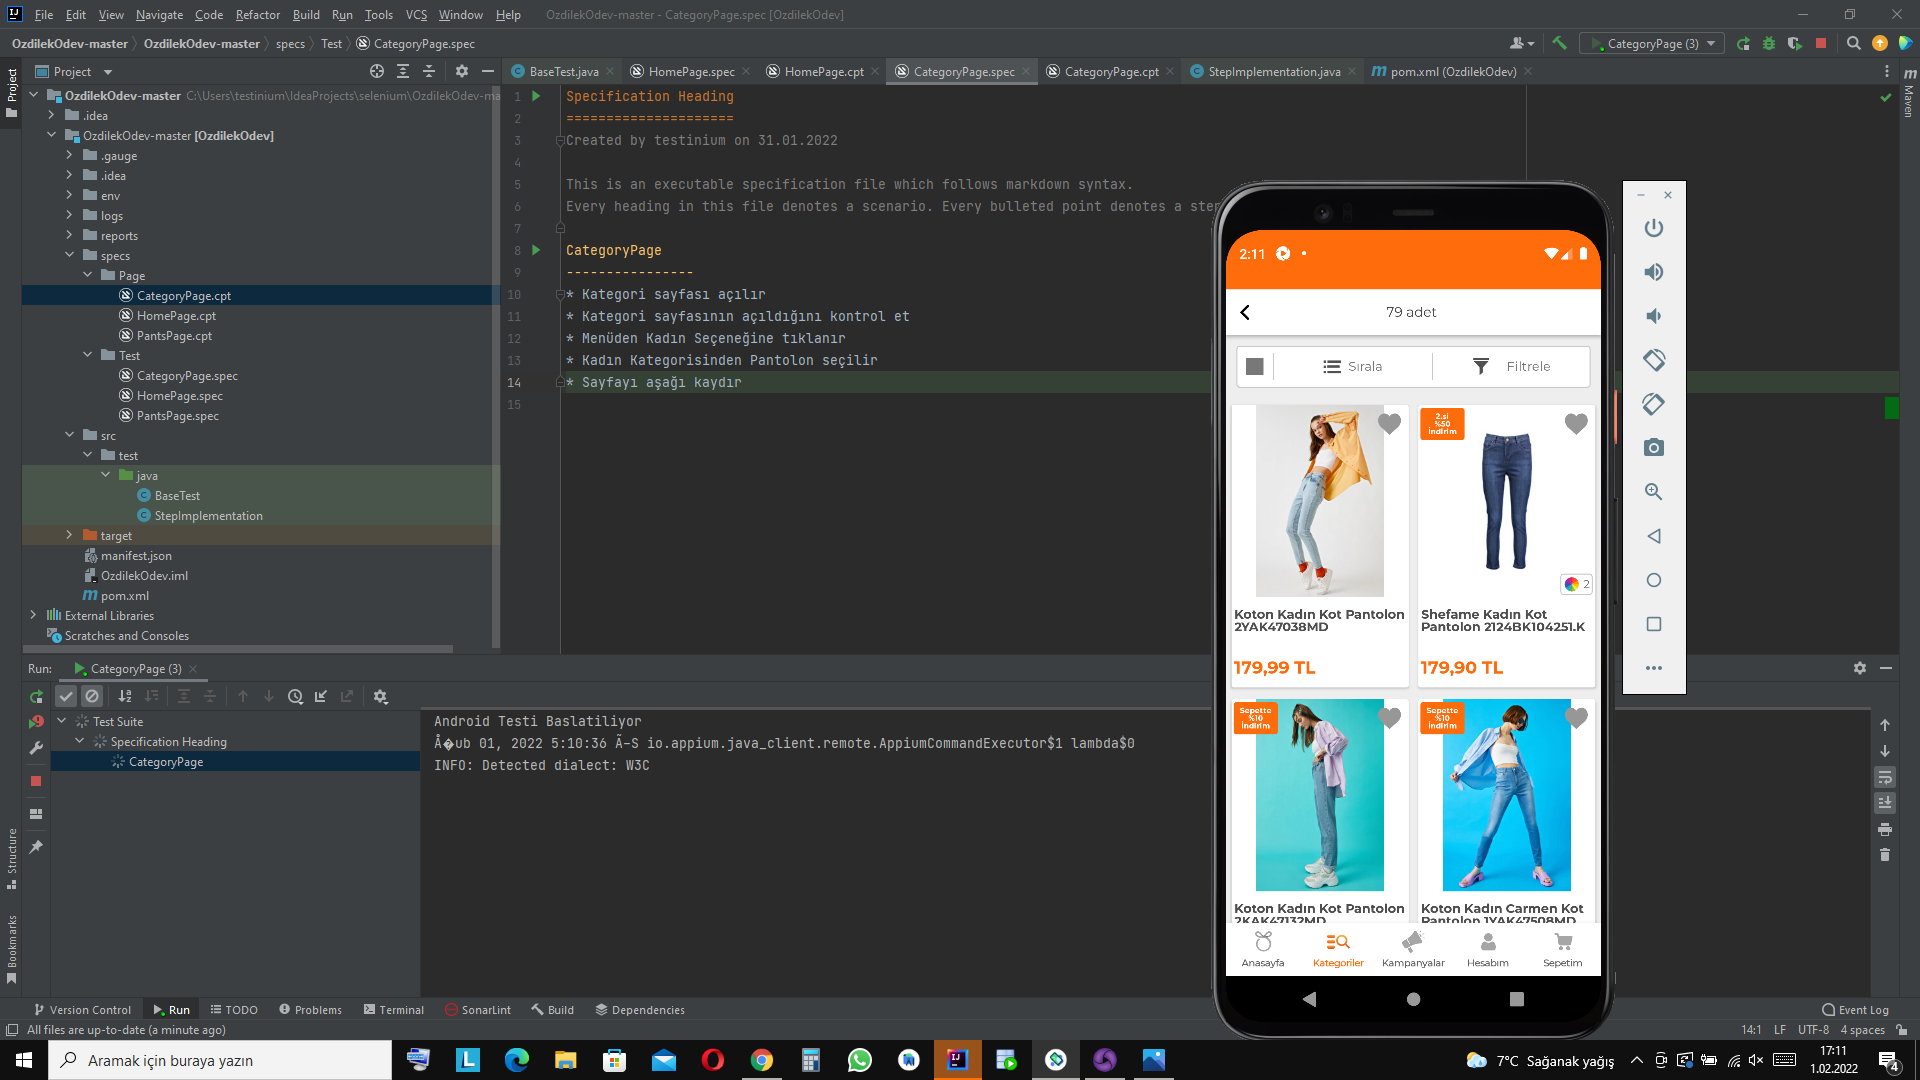 File Edit View Navigate Code Refactor Build Run Tools VCS Window Help OzdilekOdev-master - CategoryPage.spec [OzdilekOdev]
OzdilekOdev-master OzdilekOdev-master specs Test CategoryPage.spec
CategoryPage (3)
Project
BaseTest.java HomePage.spec HomePage.cpt CategoryPage.spec CategoryPage.cpt StepImplementation.java pom.xml (OzdilekOdev)
Project
Maven
OzdilekOdev-master C:\Users\testinium\IdeaProjects\selenium\OzdilekOdev-ma
.idea
OzdilekOdev-master [OzdilekOdev]
.gauge
.idea
env
logs
reports
specs
Page
CategoryPage.cpt
HomePage.cpt
PantsPage.cpt
Test
CategoryPage.spec
HomePage.spec
PantsPage.spec
src
test
java
BaseTest
StepImplementation
target
manifest.json
OzdilekOdev.iml
pom.xml
External Libraries
Scratches and Consoles
1 Specification Heading
2 =====================
3 Created by testinium on 31.01.2022
4
5 This is an executable specification file which follows markdown syntax.
6 Every heading in this file denotes a scenario. Every bulleted point denotes a ste
7
8 CategoryPage
9 ----------------
10 * Kategori sayfası açılır
11 * Kategori sayfasının açıldığını kontrol et
12 * Menüden Kadın Seçeneğine tıklanır
13 * Kadın Kategorisinden Pantolon seçilir
14 * Sayfayı aşağı kaydır
15
2:11
79 adet
Sırala Filtrele
2.si
%50
indirim
2
Koton Kadın Kot Pantolon
2YAK47038MD
179,99 TL
Shefame Kadın Kot
Pantolon 2124BK104251.K
179,90 TL
Sepette
%10
İndirim
Sepette
%10
İndirim
Koton Kadın Kot Pantolon
2KAK47132MD
Koton Kadın Carmen Kot
Pantolon 1YAK47508MD
Anasayfa Kategoriler Kampanyalar Hesabım Sepetim
Run: CategoryPage (3)
Test Suite
Specification Heading
CategoryPage
Android Testi Baslatiliyor
Å�ub 01, 2022 5:10:36 Ã–S io.appium.java_client.remote.AppiumCommandExecutor$1 lambda$0
INFO: Detected dialect: W3C
Structure
Bookmarks
Version Control Run TODO Problems Terminal SonarLint Build Dependencies Event Log
All files are up-to-date (a minute ago) 14:1 LF UTF-8 4 spaces
Aramak için buraya yazın
7°C Sağanak yağış
17:11
1.02.2022
4